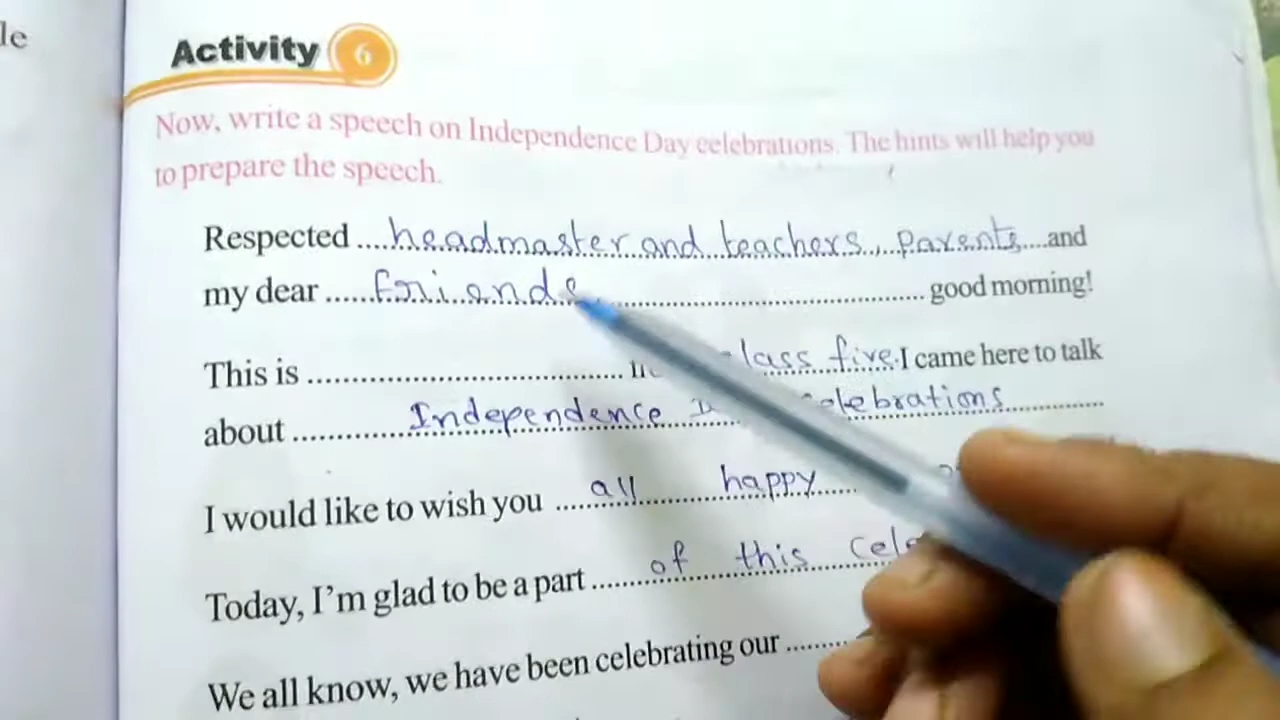 le
Activity 6
Now, write a speech on Independence Day celebrations. The hints will help you
to prepare the speech.
Respected ....headmaster and teachers, parents....and
my dear .....friends............................................. good morning!
This is ........................................ lass five. I came here to talk
about ............Independence elebrations............
I would like to wish you ......all happy......
Today, I'm glad to be a part ......of this cele
We all know, we have been celebrating our .........